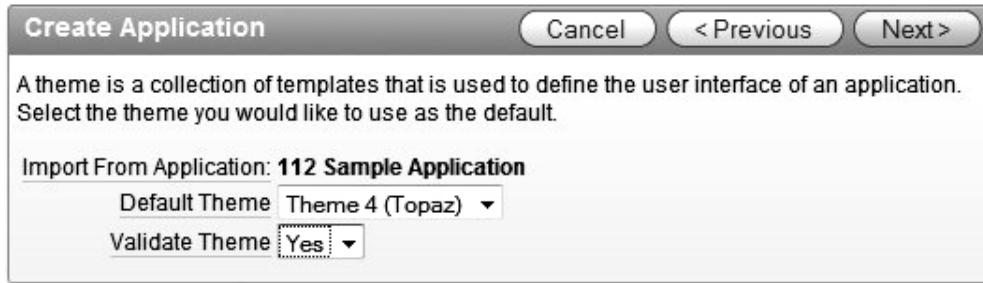 Create Application
Cancel
< Previous
Next >
A theme is a collection of templates that is used to define the user interface of an application.
Select the theme you would like to use as the default.
Import From Application: 112 Sample Application
Default Theme Theme 4 (Topaz)
Validate Theme Yes